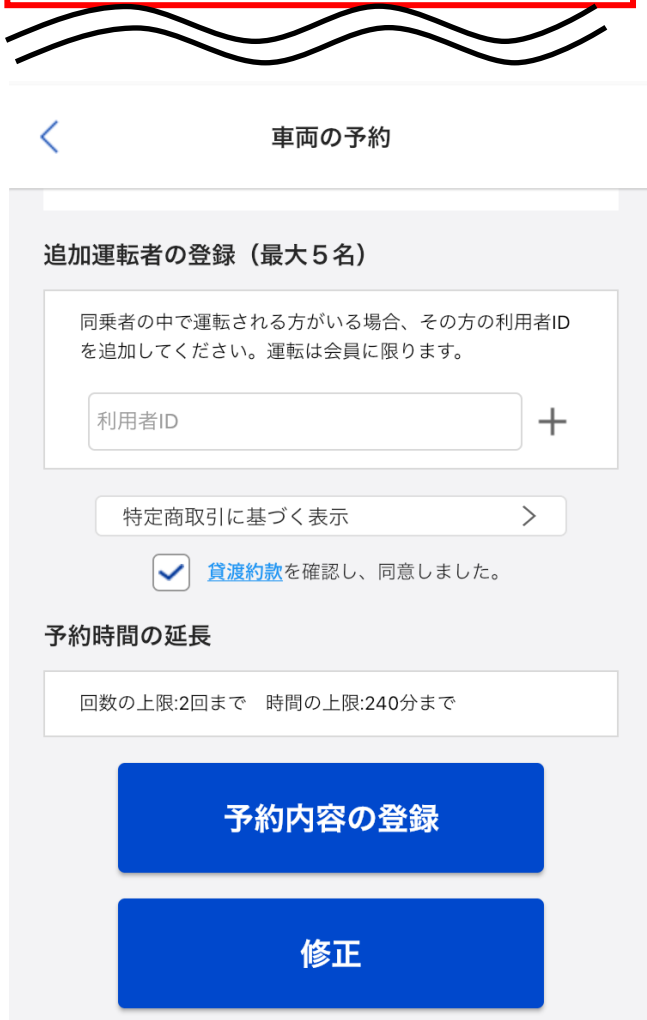 車両の予約
追加運転者の登録（最大５名）
同乗者の中で運転される方がいる場合、その方の利用者ID
を追加してください。運転は会員に限ります。
利用者ID
特定商取引に基づく表示
貸渡約款を確認し、同意しました。
予約時間の延長
回数の上限:2回まで　時間の上限:240分まで
予約内容の登録
修正